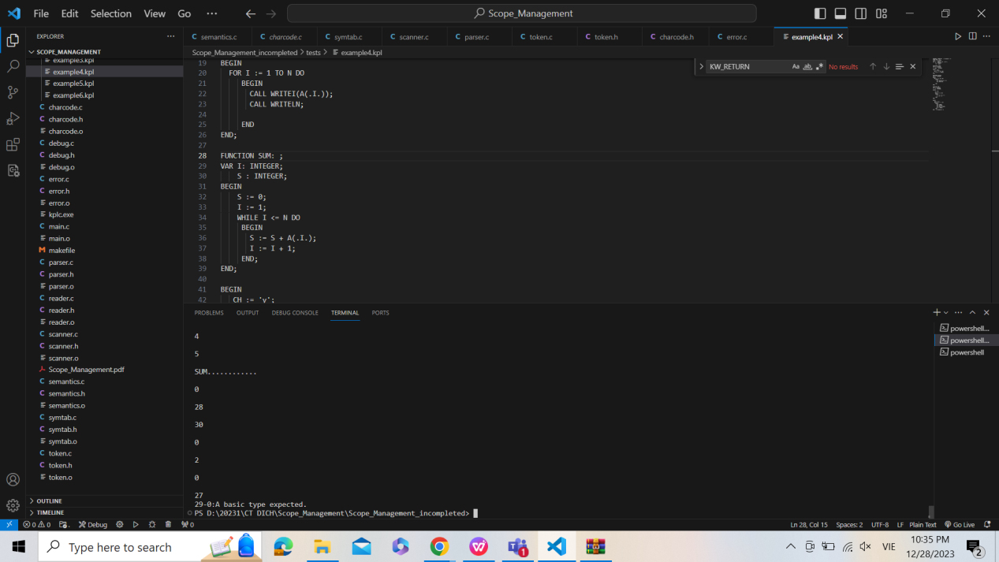 File Edit Selection View Go ··· Scope_Management
EXPLORER ···
SCOPE_MANAGEMENT
example3.kpl
example4.kpl
example5.kpl
example6.kpl
charcode.c
charcode.h
charcode.o
debug.c
debug.h
debug.o
error.c
error.h
error.o
kplc.exe
main.c
main.o
makefile
parser.c
parser.h
parser.o
reader.c
reader.h
reader.o
scanner.c
scanner.h
scanner.o
Scope_Management.pdf
semantics.c
semantics.h
semantics.o
symtab.c
symtab.h
symtab.o
token.c
token.h
token.o
OUTLINE
TIMELINE
semantics.c charcode.c symtab.c scanner.c parser.c token.c token.h charcode.h error.c example4.kpl
Scope_Management_incompleted > tests > example4.kpl
KW_RETURN Aa ab No results
19 BEGIN
20 FOR I := 1 TO N DO
21 BEGIN
22 CALL WRITEI(A(.I.));
23 CALL WRITELN;
24
25 END
26 END;
27
28 FUNCTION SUM: ;
29 VAR I: INTEGER;
30 S : INTEGER;
31 BEGIN
32 S := 0;
33 I := 1;
34 WHILE I <= N DO
35 BEGIN
36 S := S + A(.I.);
37 I := I + 1;
38 END;
39 END;
40
41 BEGIN
42 CH := 'y';
PROBLEMS OUTPUT DEBUG CONSOLE TERMINAL PORTS
4
5
SUM............
0
28
30
0
2
0
27
29-0:A basic type expected.
PS D:\20231\CT DICH\Scope_Management\Scope_Management_incompleted>
powershell...
powershell...
powershell
0 0 Debug 0 Ln 28, Col 15 Spaces: 2 UTF-8 LF Plain Text Go Live
Type here to search
1
VIE
10:35 PM
12/28/2023
2